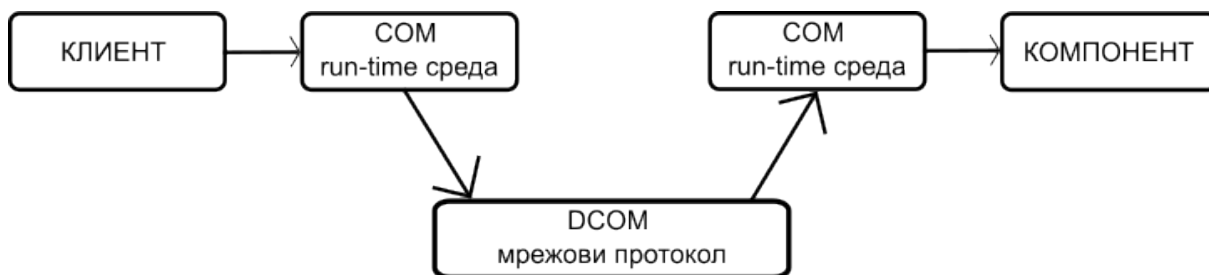 КЛИЕНТ
COM
run-time среда
COM
run-time среда
КОМПОНЕНТ
DCOM
мрежови протокол